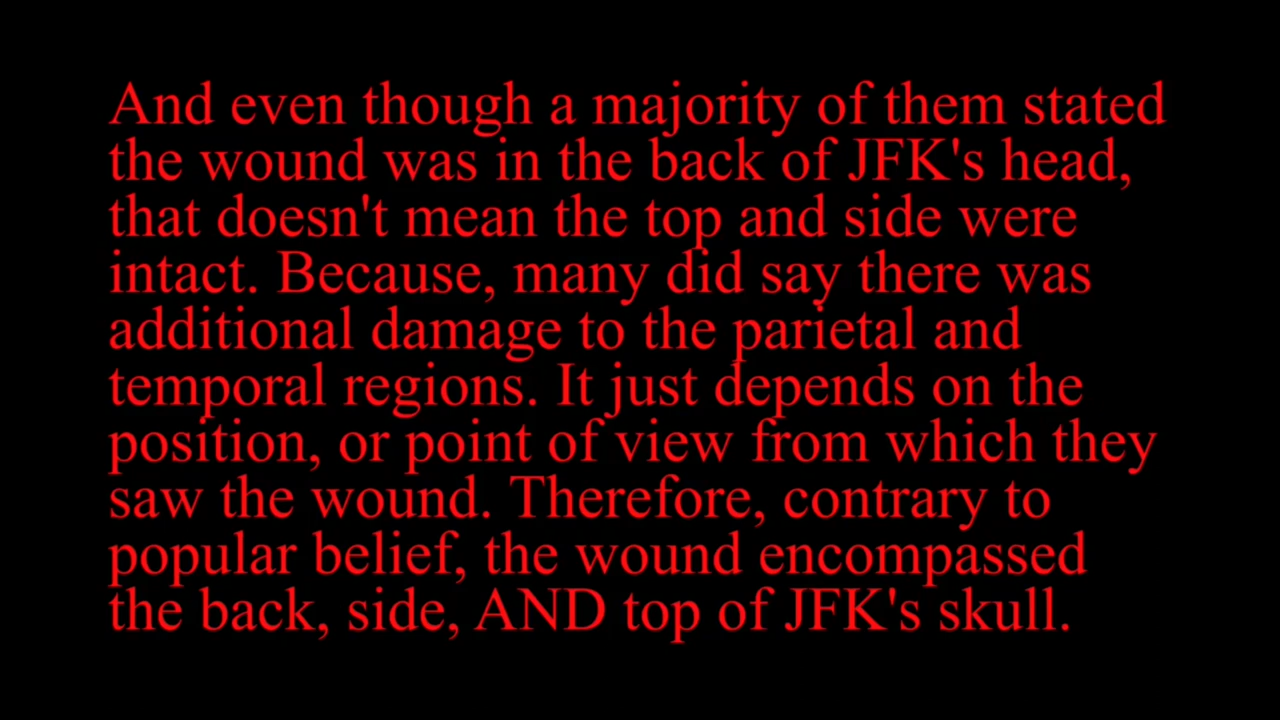 And even though a majority of them stated
the wound was in the back of JFK's head,
that doesn't mean the top and side were
intact. Because, many did say there was
additional damage to the parietal and
temporal regions. It just depends on the
position, or point of view from which they
saw the wound. Therefore, contrary to
popular belief, the wound encompassed
the back, side, AND top of JFK's skull.